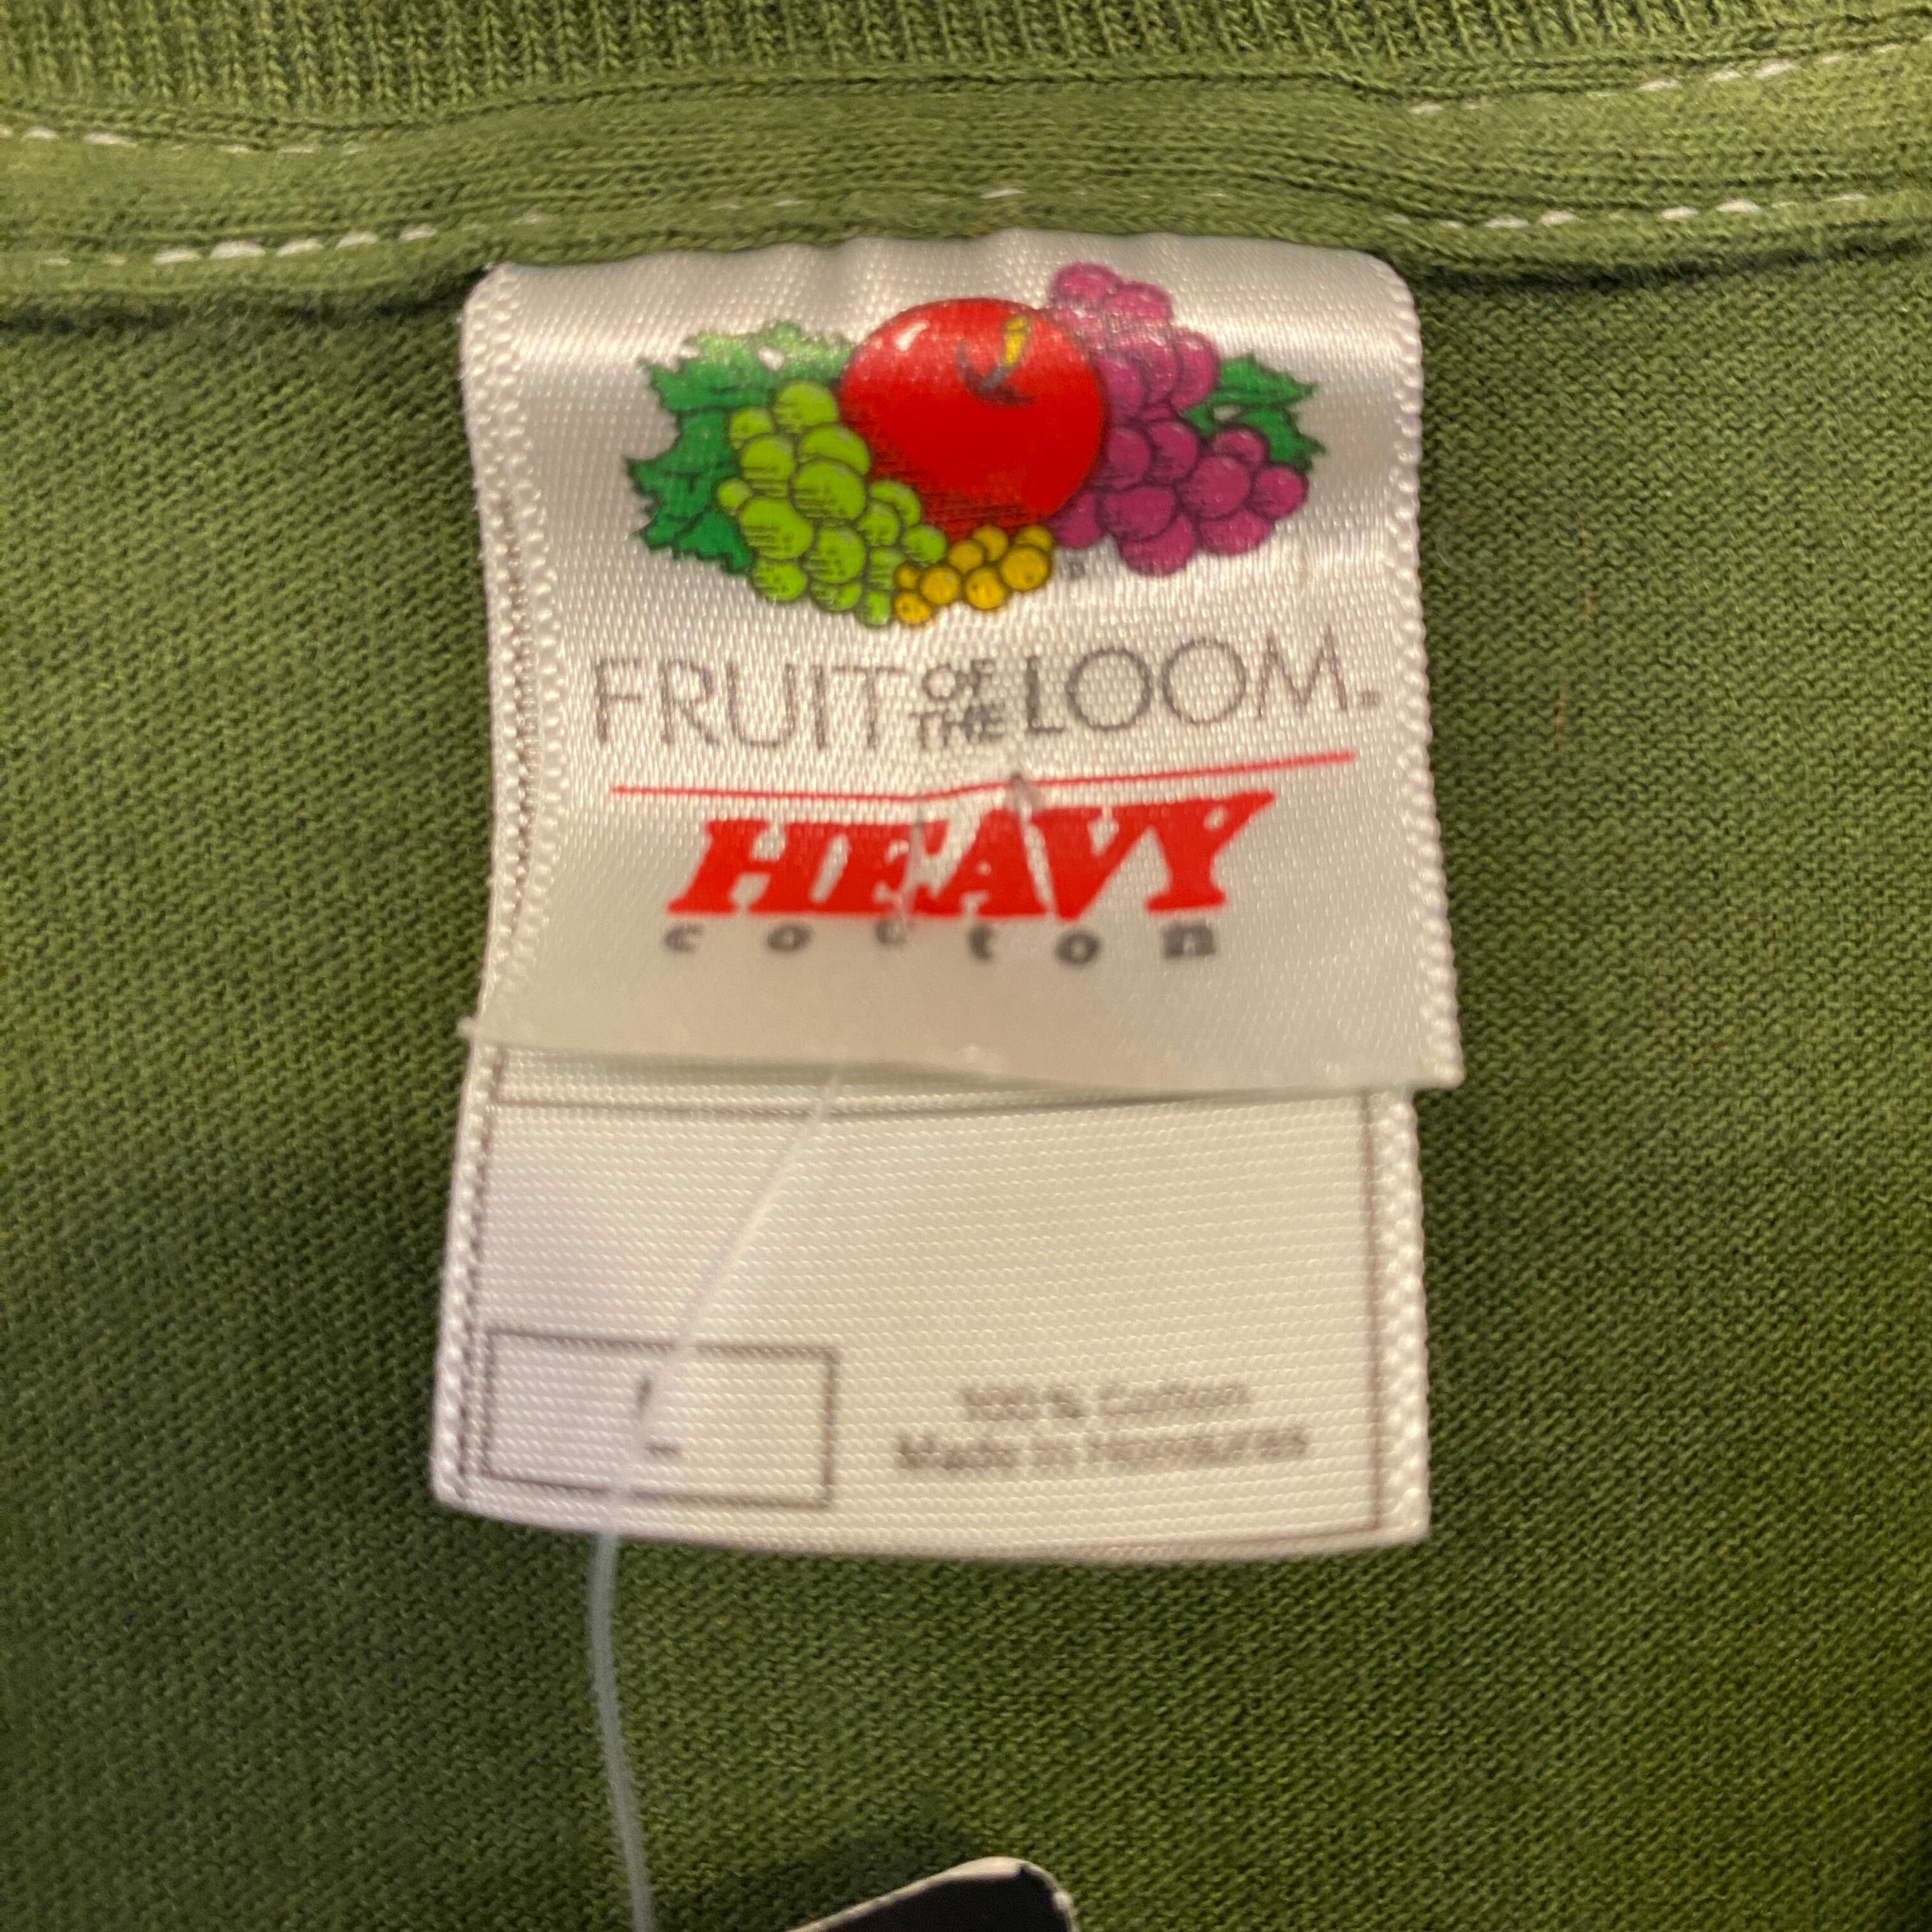 FRUIT OF THE LOOM
HEAVY
cotton
L
100% Cotton
Made in Honduras